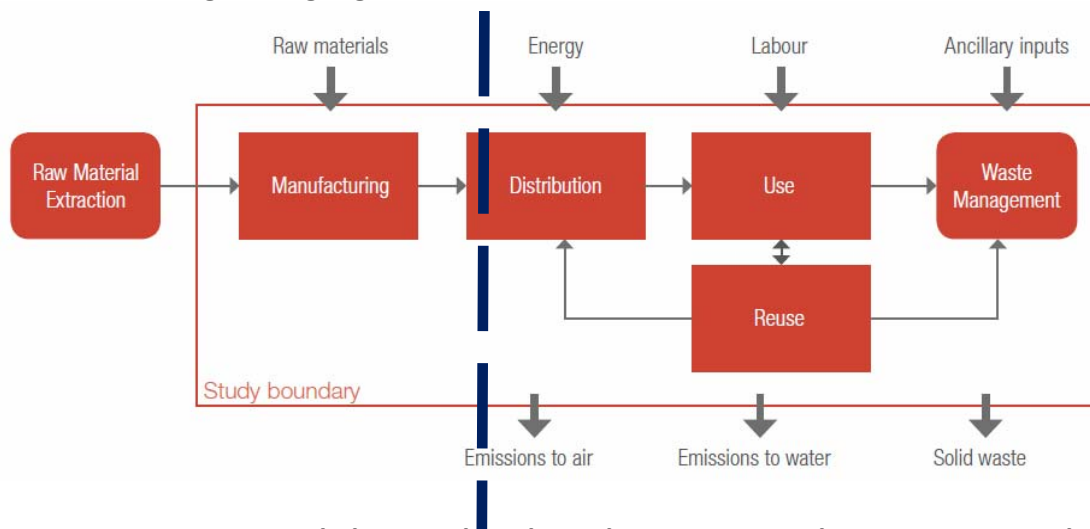 Raw materials
Energy
Labour
Ancillary inputs
Raw Material
Extraction
Manufacturing
Distribution
Use
Waste
Management
Reuse
Study boundary
Emissions to air
Emissions to water
Solid waste